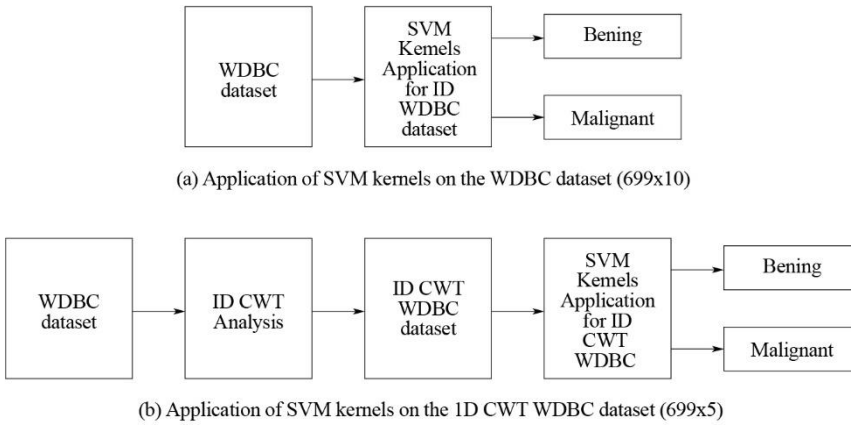 WDBC
dataset
SVM
Kemels
Application
for ID
WDBC
dataset
Bening
Malignant
(a) Application of SVM kernels on the WDBC dataset (699x10)
WDBC
dataset
ID CWT
Analysis
ID CWT
WDBC
dataset
SVM
Kemels
Application
for ID
CWT
WDBC
Bening
Malignant
(b) Application of SVM kernels on the 1D CWT WDBC dataset (699x5)